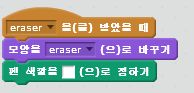 eraser 을(를) 받았을 때
모양을 eraser (으)로 바꾸기
펜 색깔을 (으)로 정하기